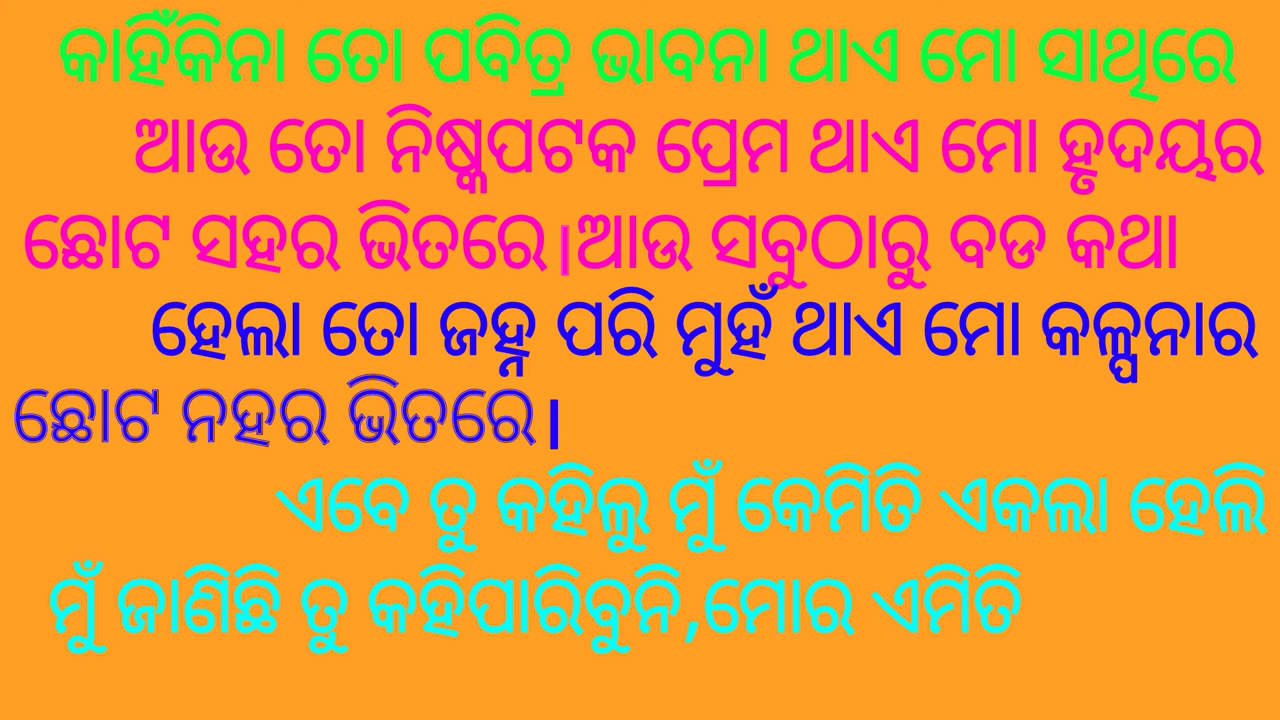 କାହିଁକିନା ତୋ ପବିତ୍ର ଭାବନା ଥାଏ ମୋ ସାଥିରେ
ଆଉ ତୋ ନିଷ୍କପଟକ ପ୍ରେମ ଥାଏ ମୋ ହୃଦୟର
ଛୋଟ ସହର ଭିତରେ|ଆଉ ସବୁଠାରୁ ବଡ କଥା
ହେଲା ତୋ ଜହ୍ନ ପରି ମୁହଁ ଥାଏ ମୋ କଳ୍ପନାର
ଛୋଟ ନହର ଭିତରେ|
ଏବେ ତୁ କହିଲୁ ମୁଁ କେମିତି ଏକଲା ହେଲି
ମୁଁ ଜାଣିଛି ତୁ କହିପାରିବୁନି,ମୋର ଏମିତି